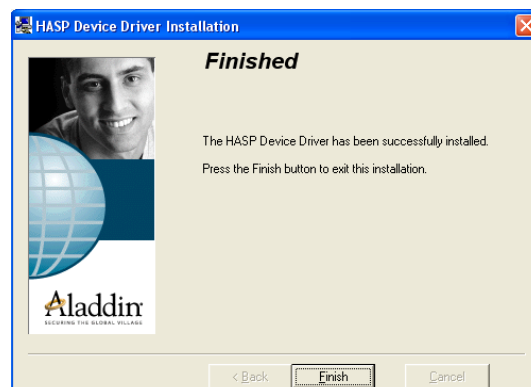 HASP Device Driver Installation
Finished
The HASP Device Driver has been successfully installed.
Press the Finish button to exit this installation.
Aladdin
SECURING THE GLOBAL VILLAGE
< Back
Finish
Cancel